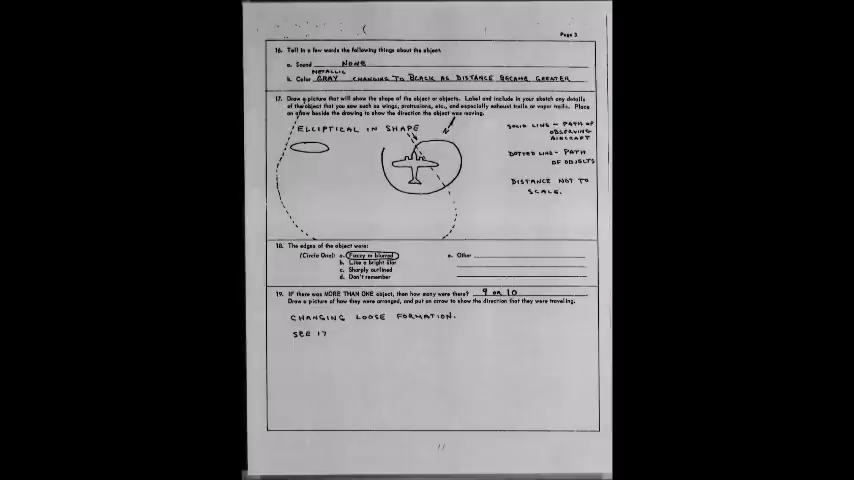 Page 3
16. Tell in a few words the following things about the object.
a. Sound NONE
METALLIC
b. Color GRAY CHANGING TO BLACK AS DISTANCE BECAME GREATER
17. Draw a picture that will show the shape of the object or objects. Label and include in your sketch any details
of the object that you saw such as wings, protrusions, etc., and especially exhaust trails or vapor trails. Place
an arrow beside the drawing to show the direction the object was moving.
ELLIPTICAL IN SHAPE
N
SOLID LINE - PATH OF
OBSERVING
AIRCRAFT
DOTTED LINE - PATH
OF OBJECTS
DISTANCE NOT TO
SCALE.
18. The edges of the object were:
(Circle One): a. Fuzzy or blurred
b. Like a bright star
c. Sharply outlined
d. Don't remember
e. Other
19. IF there was MORE THAN ONE object, then how many were there? 9 OR 10
Draw a picture of how they were arranged, and put an arrow to show the direction that they were traveling.
CHANGING LOOSE FORMATION.
SEE 17
11